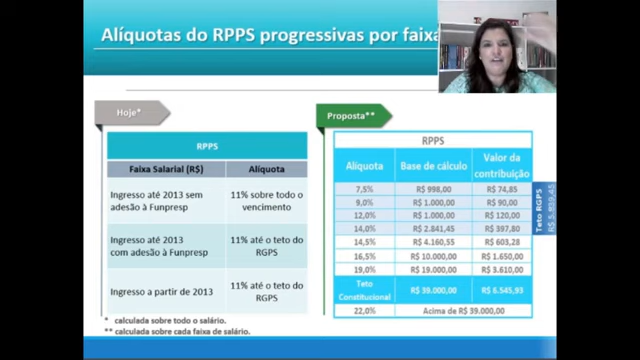 Alíquotas do RPPS progressivas por faixa
Hoje*
RPPS
Faixa Salarial (R$) Alíquota
Ingresso até 2013 sem
adesão à Funpresp
11% sobre todo o
vencimento
Ingresso até 2013
com adesão à Funpresp
11% até o teto do
RGPS
Ingresso a partir de 2013
11% até o teto do
RGPS
* calculada sobre todo o salário.
** calculada sobre cada faixa de salário.
Proposta**
RPPS
Alíquota Base de cálculo Valor da
contribuição
7,5% R$ 998,00 R$ 74,85
9,0% R$ 1.000,00 R$ 90,00
12,0% R$ 1.000,00 R$ 120,00
14,0% R$ 2.841,45 R$ 397,80
14,5% R$ 4.160,55 R$ 603,28
16,5% R$ 10.000,00 R$ 1.650,00
19,0% R$ 19.000,00 R$ 3.610,00
Teto
Constitucional
R$ 39.000,00 R$ 6.545,93
22,0% Acima de R$ 39.000,00
Teto RGPS